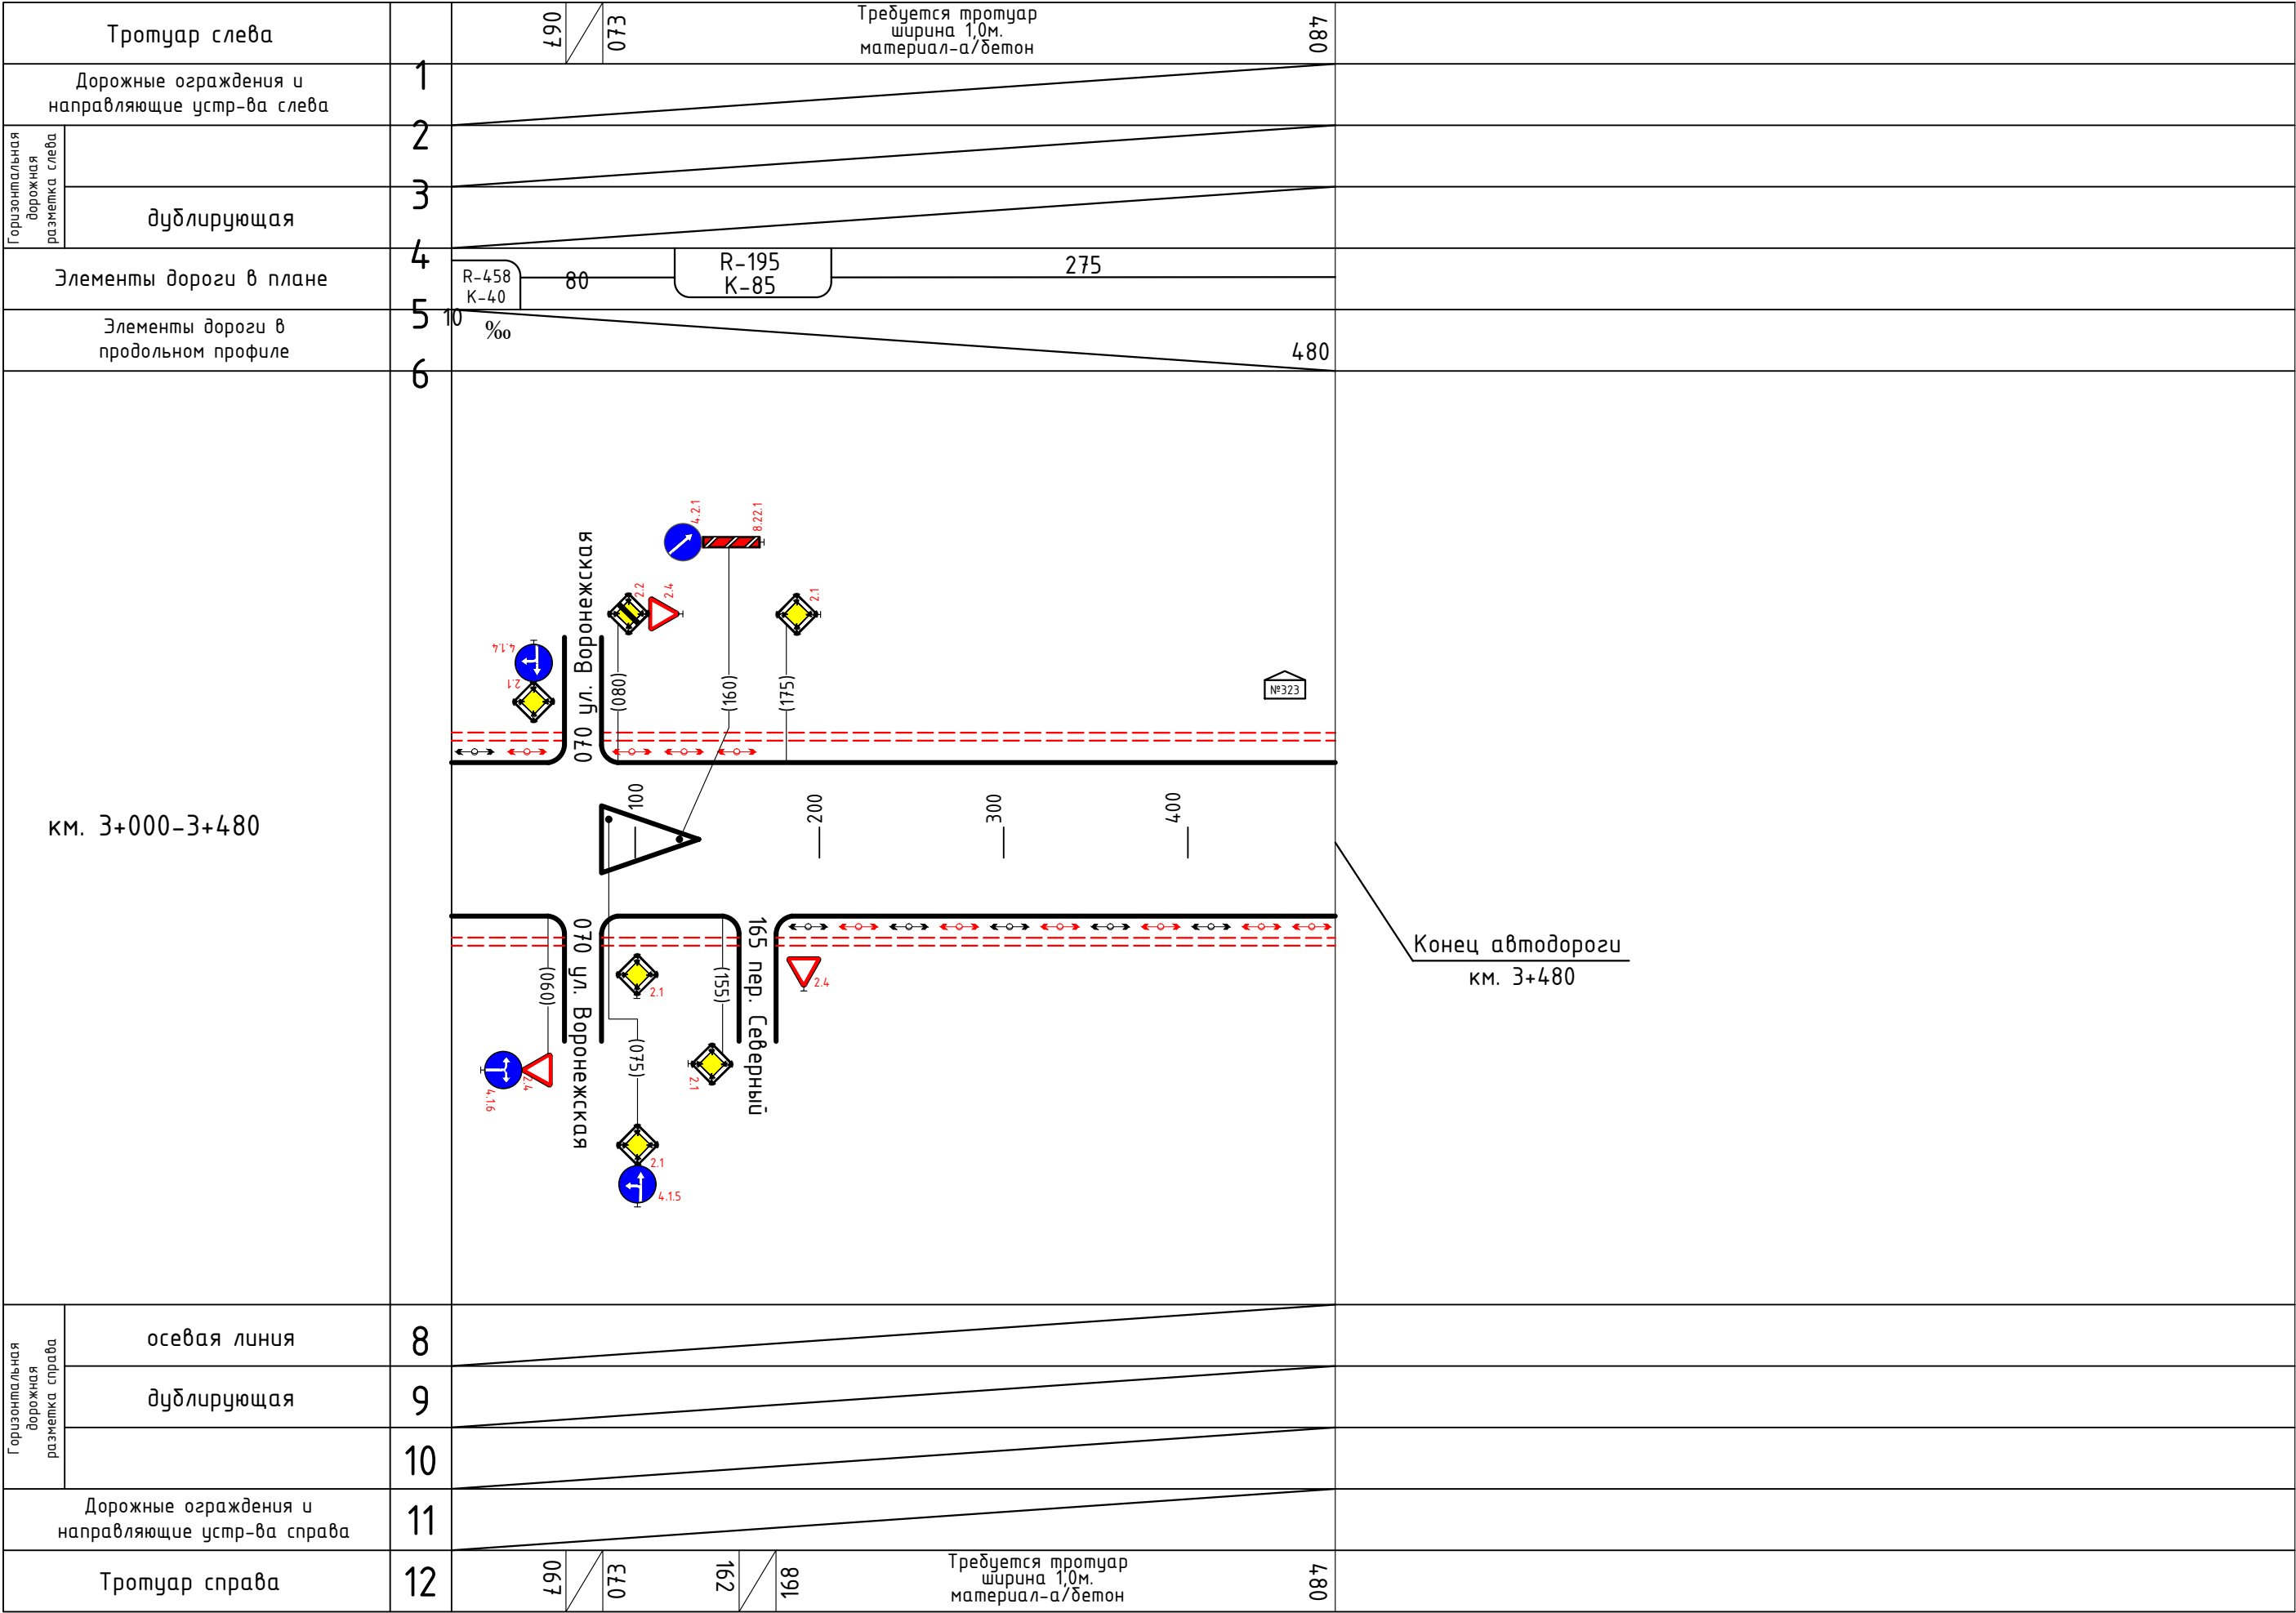 Тротуар слева
067
073
Требуется тротуар
ширина 1,0м.
материал-а/бетон
480
1
Дорожные ограждения и
направляющие устр-ва слева
2
Горизонтальная
дорожная
разметка слева
3
дублирующая
4
Элементы дороги в плане
R-458
К-40
80
R-195
К-85
275
5
Элементы дороги в
продольном профиле
10
‰
480
6
км. 3+000-3+480
4.2.1
8.22.1
2.2
2.4
2.1
4.1.4
2.1
070 ул. Воронежская
(080)
(160)
(175)
№323
100
200
300
400
070 ул. Воронежская
165 пер. Северный
(060)
2.1
(155)
2.4
(075)
2.4
4.1.6
2.1
2.1
4.1.5
Конец автодороги
км. 3+480
Горизонтальная
дорожная
разметка справа
осевая линия
8
дублирующая
9
10
Дорожные ограждения и
направляющие устр-ва справа
11
Тротуар справа
12
067
073
162
168
Требуется тротуар
ширина 1,0м.
материал-а/бетон
480